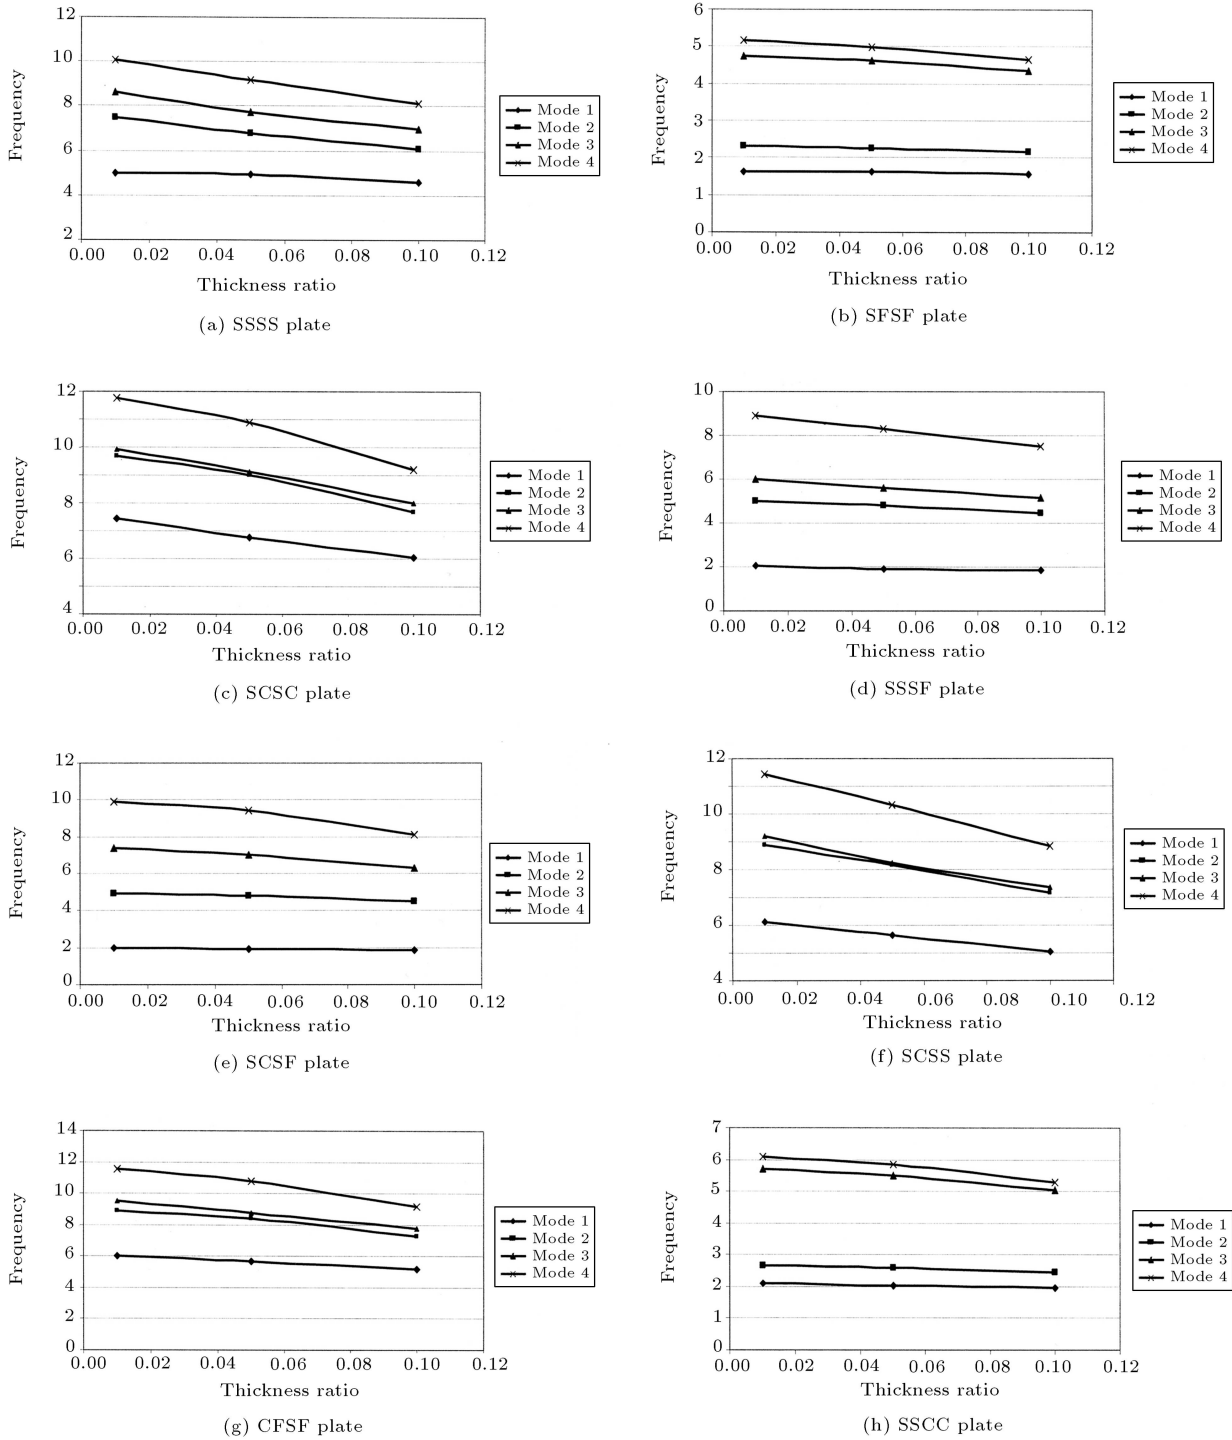 12
10
8
6
4
2
Frequency
0.00 0.02 0.04 0.06 0.08 0.10 0.12
Thickness ratio
Mode 1
Mode 2
Mode 3
Mode 4
(a) SSSS plate
6
5
4
3
2
1
0
Frequency
0.00 0.02 0.04 0.06 0.08 0.10 0.12
Thickness ratio
Mode 1
Mode 2
Mode 3
Mode 4
(b) SFSF plate
12
10
8
6
4
Frequency
0.00 0.02 0.04 0.06 0.08 0.10 0.12
Thickness ratio
Mode 1
Mode 2
Mode 3
Mode 4
(c) SCSC plate
10
8
6
4
2
0
Frequency
0.00 0.02 0.04 0.06 0.08 0.10 0.12
Thickness ratio
Mode 1
Mode 2
Mode 3
Mode 4
(d) SSSF plate
12
10
8
6
4
2
0
Frequency
0.00 0.02 0.04 0.06 0.08 0.10 0.12
Thickness ratio
Mode 1
Mode 2
Mode 3
Mode 4
(e) SCSF plate
12
10
8
6
4
Frequency
0.00 0.02 0.04 0.06 0.08 0.10 0.12
Thickness ratio
Mode 1
Mode 2
Mode 3
Mode 4
(f) SCSS plate
14
12
10
8
6
4
2
0
Frequency
0.00 0.02 0.04 0.06 0.08 0.10 0.12
Thickness ratio
Mode 1
Mode 2
Mode 3
Mode 4
(g) CFSF plate
7
6
5
4
3
2
1
0
Frequency
0.00 0.02 0.04 0.06 0.08 0.10 0.12
Thickness ratio
Mode 1
Mode 2
Mode 3
Mode 4
(h) SSCC plate